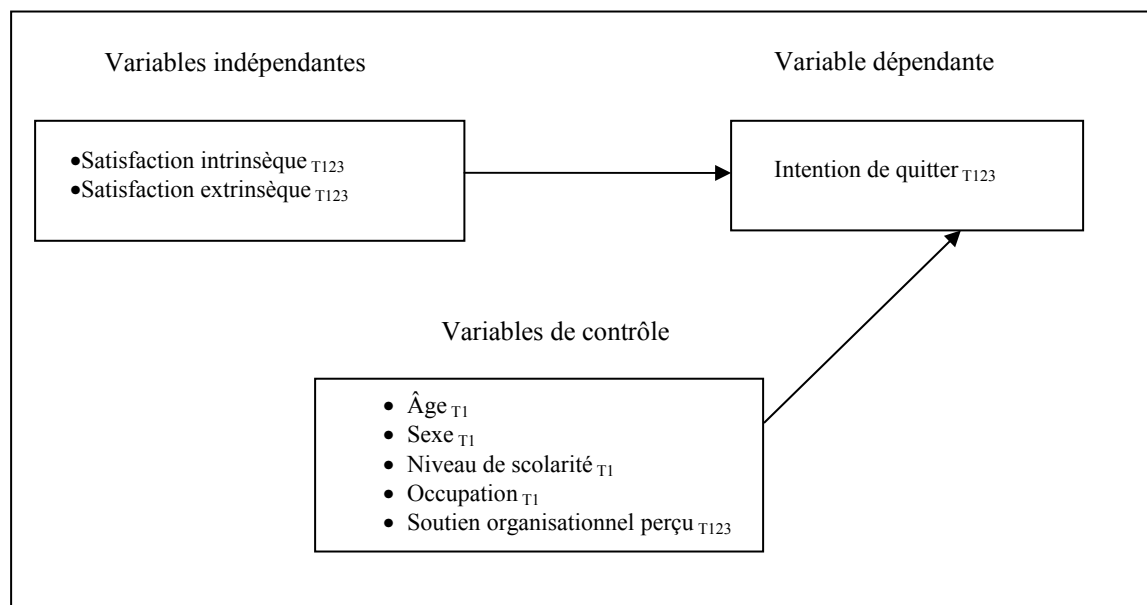 Variables indépendantes
Variable dépendante
•Satisfaction intrinsèque T123
•Satisfaction extrinsèque T123
Intention de quitter T123
Variables de contrôle
• Âge T1
• Sexe T1
• Niveau de scolarité T1
• Occupation T1
• Soutien organisationnel perçu T123